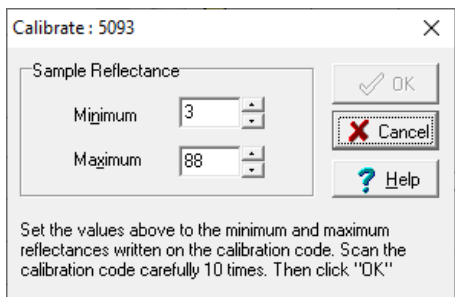 Calibrate : 5093
Sample Reflectance
Minimum 3
Maximum 88
OK
Cancel
Help
Set the values above to the minimum and maximum
reflectances written on the calibration code. Scan the
calibration code carefully 10 times. Then click "OK"